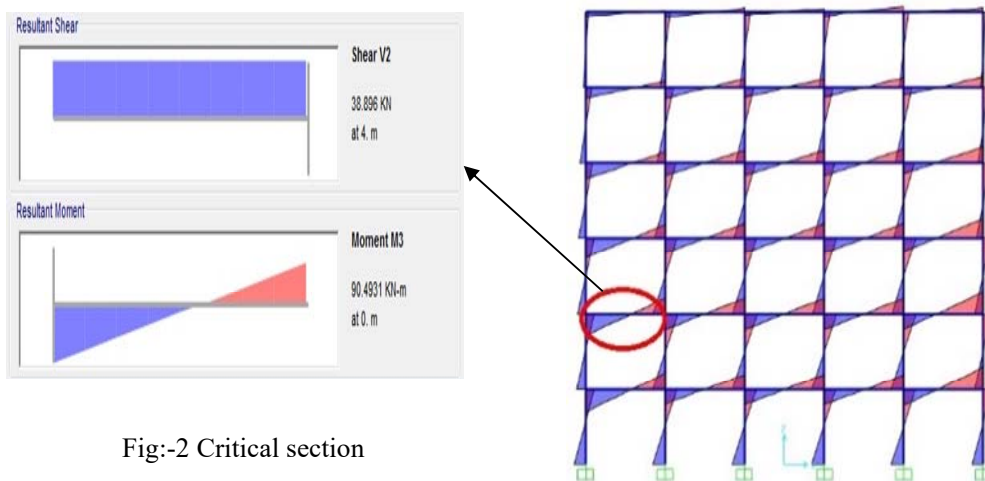 Resultant Shear
Shear V2
38.896 KN
at 4. m
Resultant Moment
Moment M3
90.4931 KN-m
at 0. m
Fig:-2 Critical section